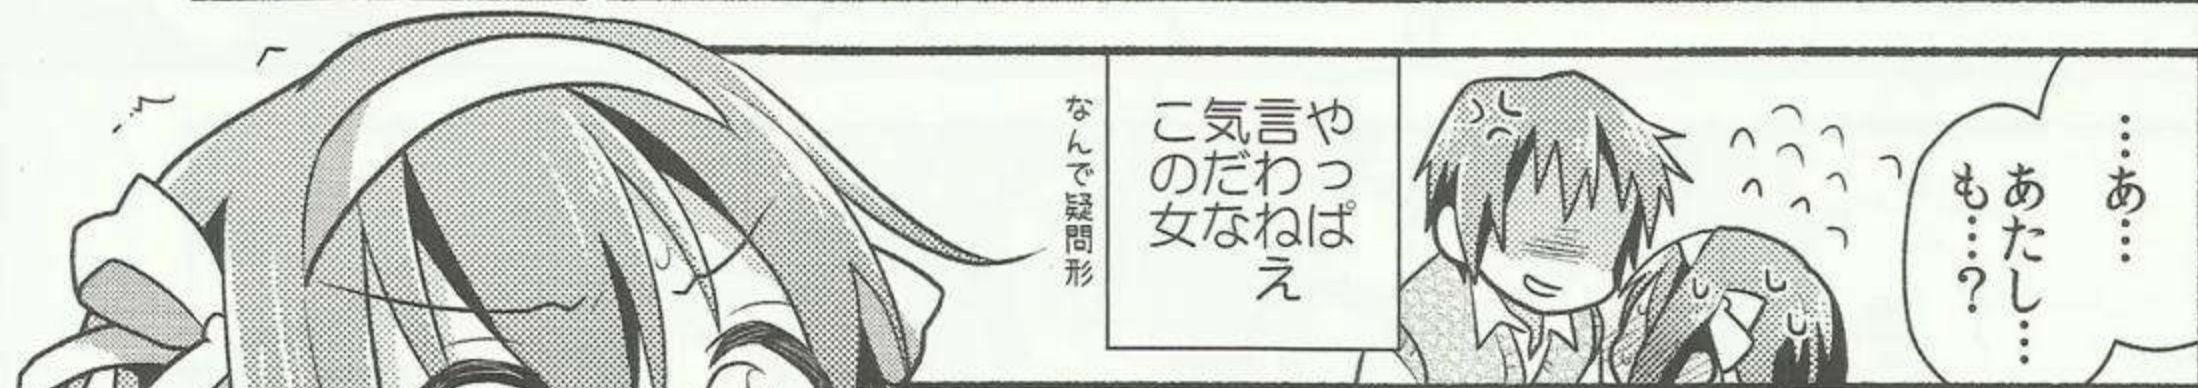 …あ…
あたし…
も…？
やっぱ
言わねえ
気だな
この女
なんで疑問形